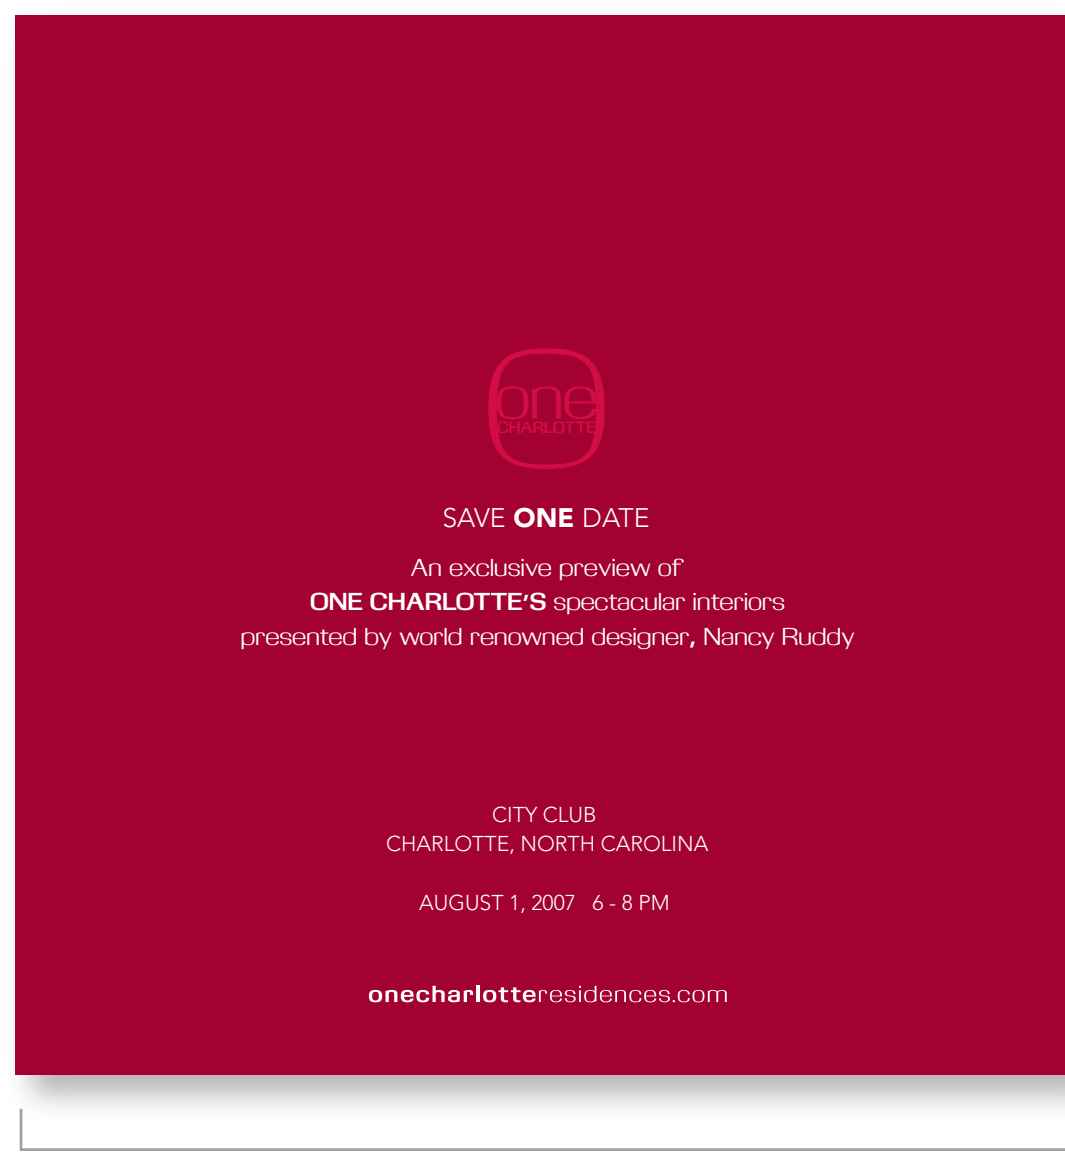 one
CHARLOTTE
SAVE ONE DATE
An exclusive preview of
ONE CHARLOTTE'S spectacular interiors
presented by world renowned designer, Nancy Ruddy
CITY CLUB
CHARLOTTE, NORTH CAROLINA
AUGUST 1, 2007 6 - 8 PM
onecharlotteresidences.com